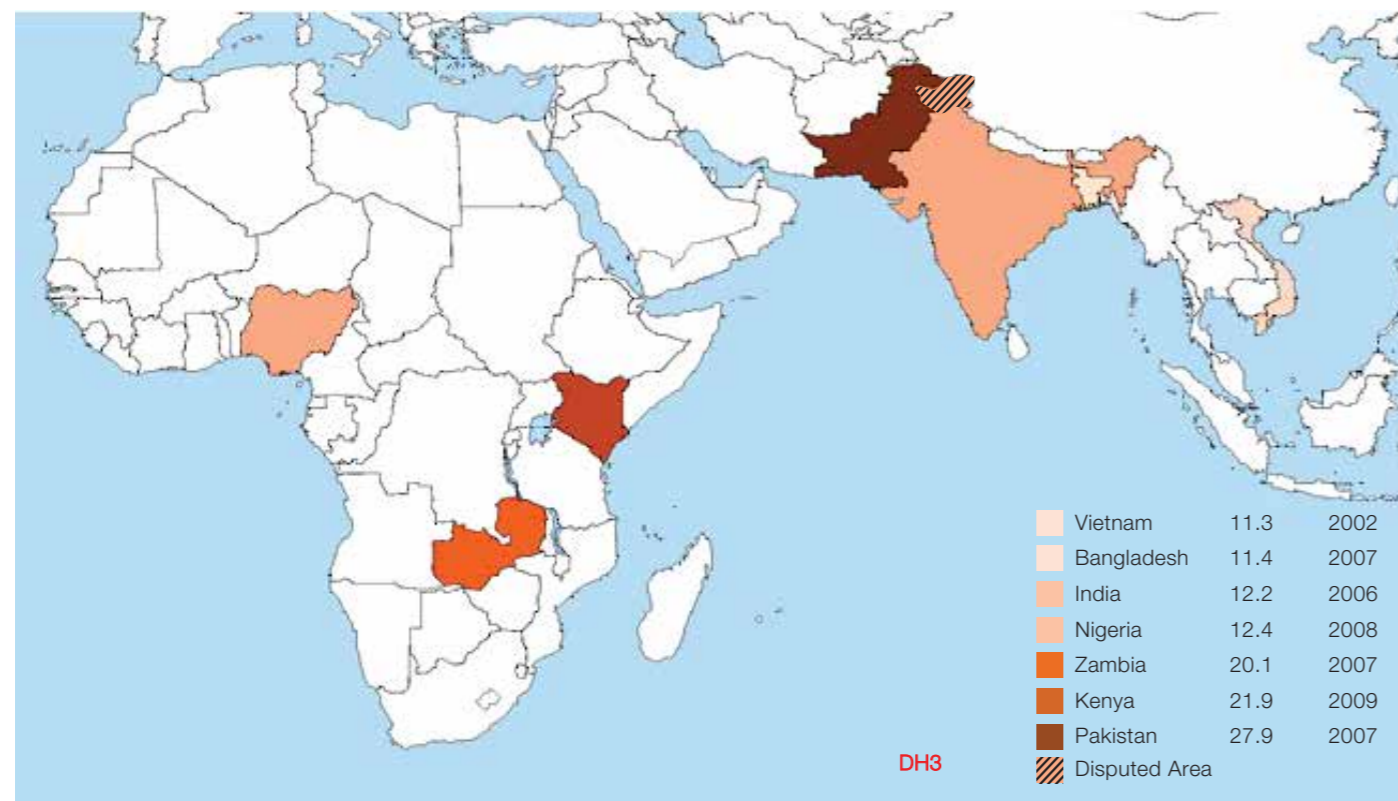 Vietnam 11.3 2002
Bangladesh 11.4 2007
India 12.2 2006
Nigeria 12.4 2008
Zambia 20.1 2007
Kenya 21.9 2009
Pakistan 27.9 2007
DH3
Disputed Area